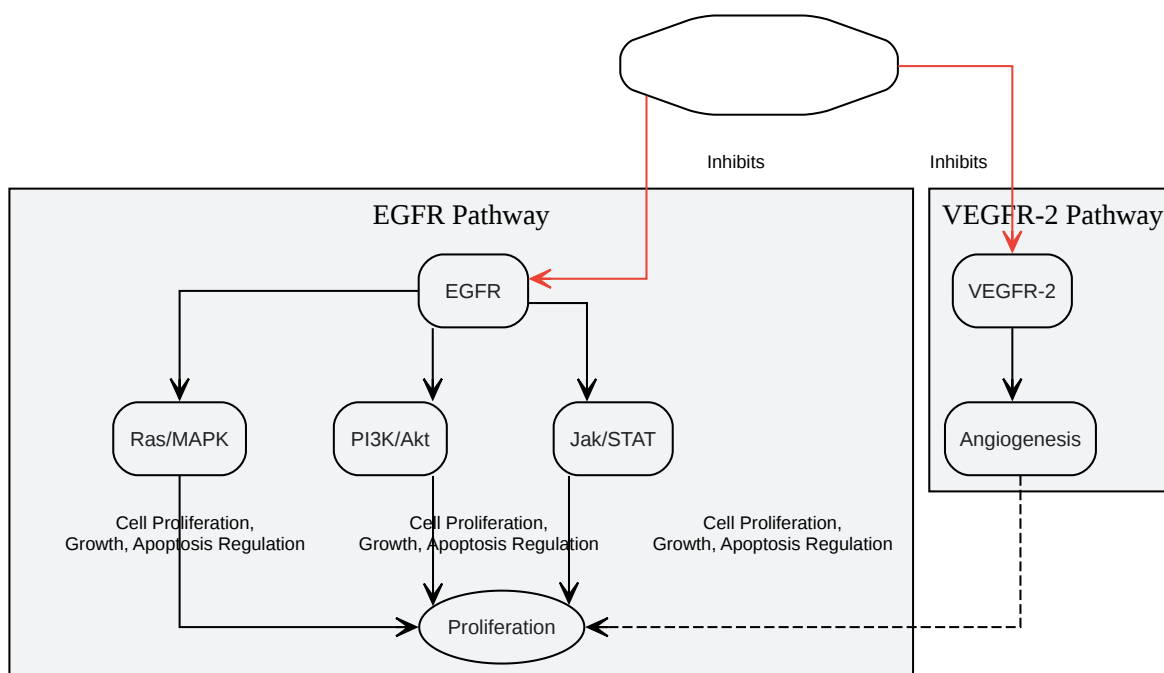 Inhibits
Inhibits
EGFR Pathway
VEGFR-2 Pathway
EGFR
VEGFR-2
Ras/MAPK
PI3K/Akt
Jak/STAT
Angiogenesis
Cell Proliferation,
Growth, Apoptosis Regulation
Cell Proliferation,
Growth, Apoptosis Regulation
Cell Proliferation,
Growth, Apoptosis Regulation
Proliferation